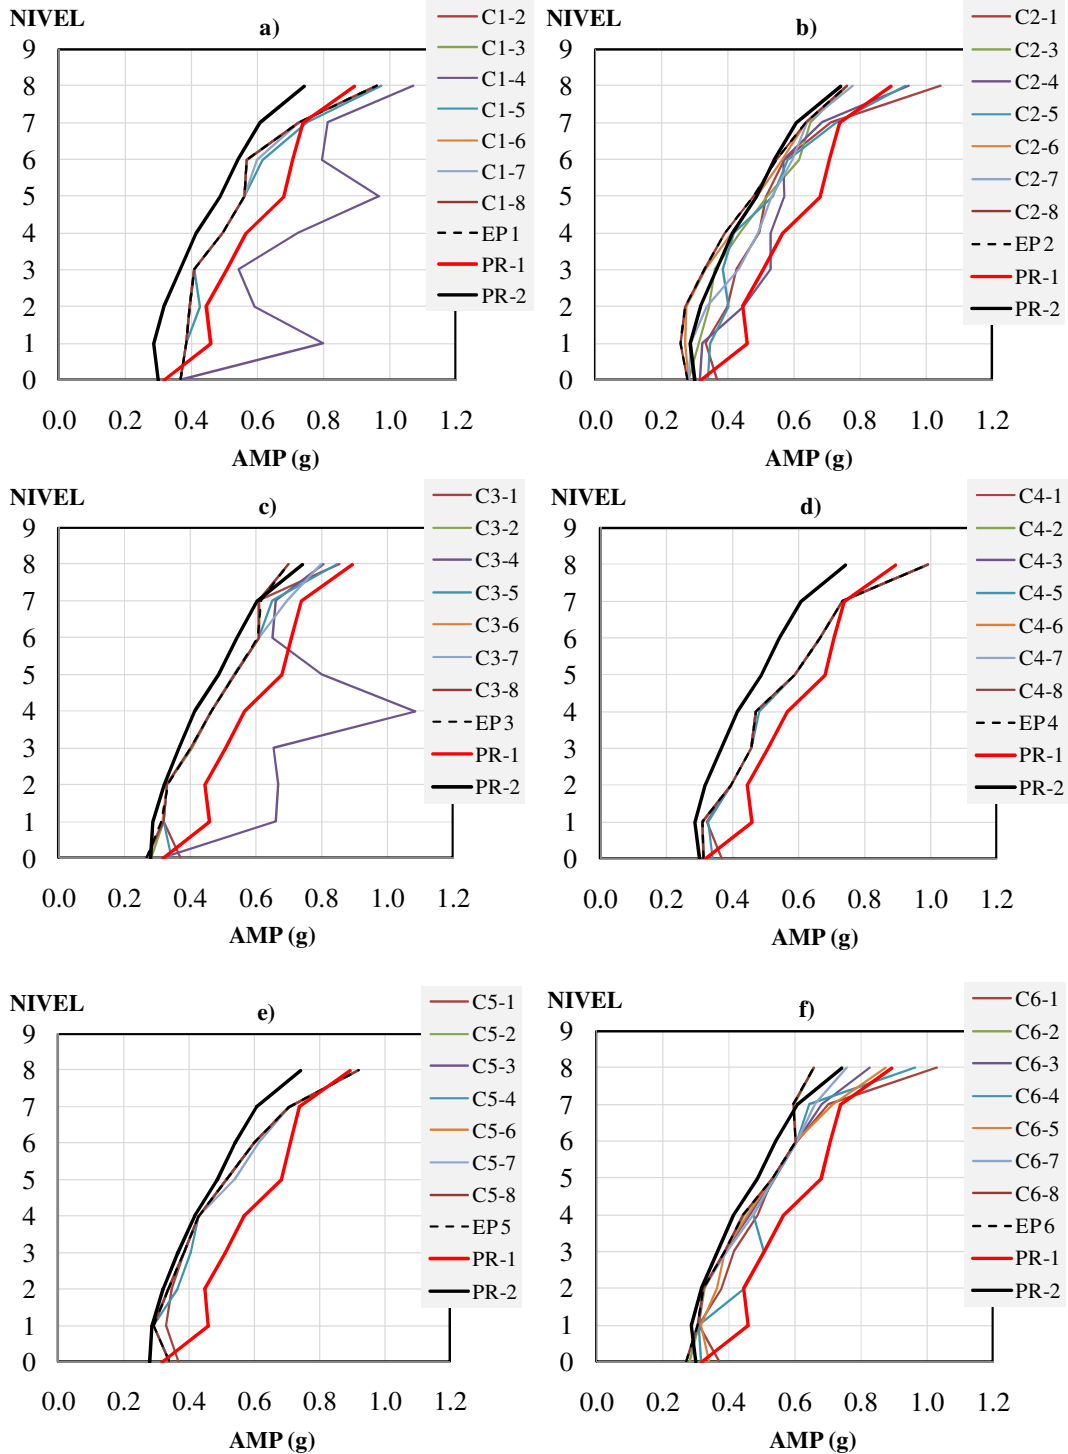 NIVEL
a)
9
8
7
6
5
4
3
2
1
0
0.0 0.2 0.4 0.6 0.8 1.0 1.2
AMP (g)
C1-2
C1-3
C1-4
C1-5
C1-6
C1-7
C1-8
EP1
PR-1
PR-2
NIVEL
b)
9
8
7
6
5
4
3
2
1
0
0.0 0.2 0.4 0.6 0.8 1.0 1.2
AMP (g)
C2-1
C2-3
C2-4
C2-5
C2-6
C2-7
C2-8
EP2
PR-1
PR-2
NIVEL
c)
9
8
7
6
5
4
3
2
1
0
0.0 0.2 0.4 0.6 0.8 1.0 1.2
AMP (g)
C3-1
C3-2
C3-4
C3-5
C3-6
C3-7
C3-8
EP3
PR-1
PR-2
NIVEL
d)
9
8
7
6
5
4
3
2
1
0
0.0 0.2 0.4 0.6 0.8 1.0 1.2
AMP (g)
C4-1
C4-2
C4-3
C4-5
C4-6
C4-7
C4-8
EP4
PR-1
PR-2
NIVEL
e)
9
8
7
6
5
4
3
2
1
0
0.0 0.2 0.4 0.6 0.8 1.0 1.2
AMP (g)
C5-1
C5-2
C5-3
C5-4
C5-6
C5-7
C5-8
EP5
PR-1
PR-2
NIVEL
f)
9
8
7
6
5
4
3
2
1
0
0.0 0.2 0.4 0.6 0.8 1.0 1.2
AMP (g)
C6-1
C6-2
C6-3
C6-4
C6-5
C6-7
C6-8
EP6
PR-1
PR-2